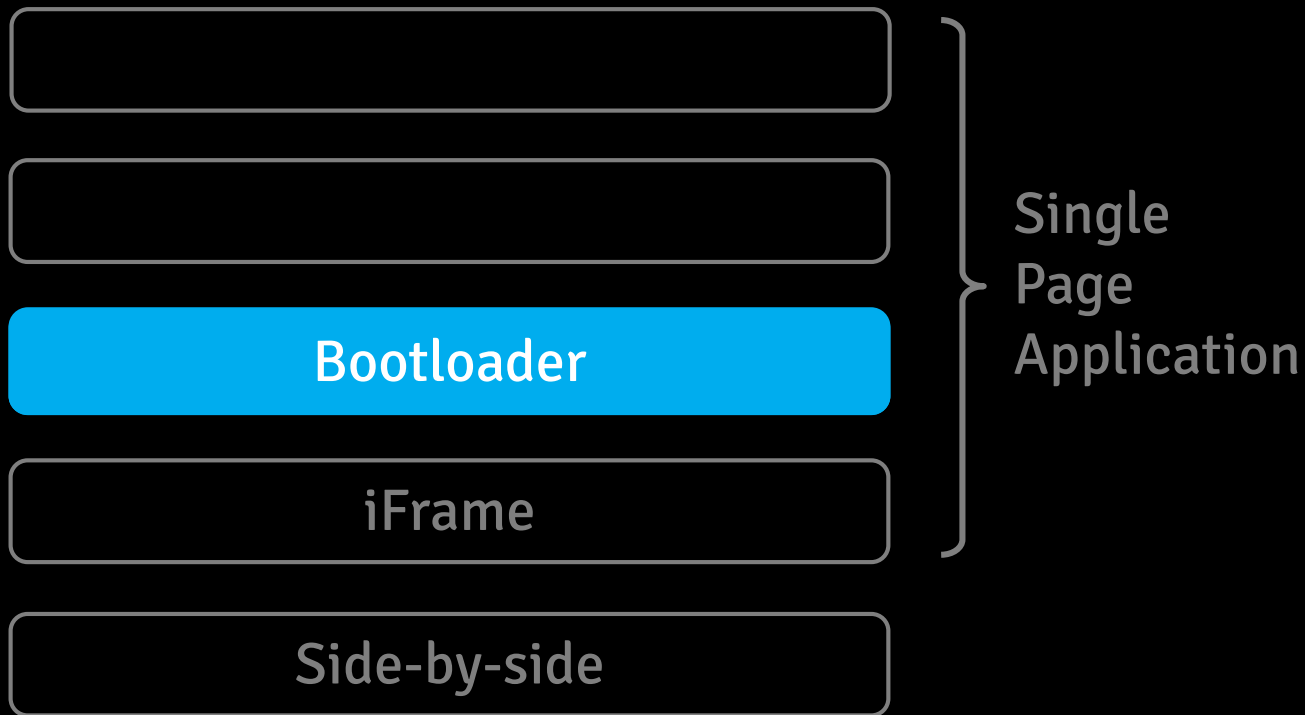 Bootloader
iFrame
Side-by-side
Single
Page
Application